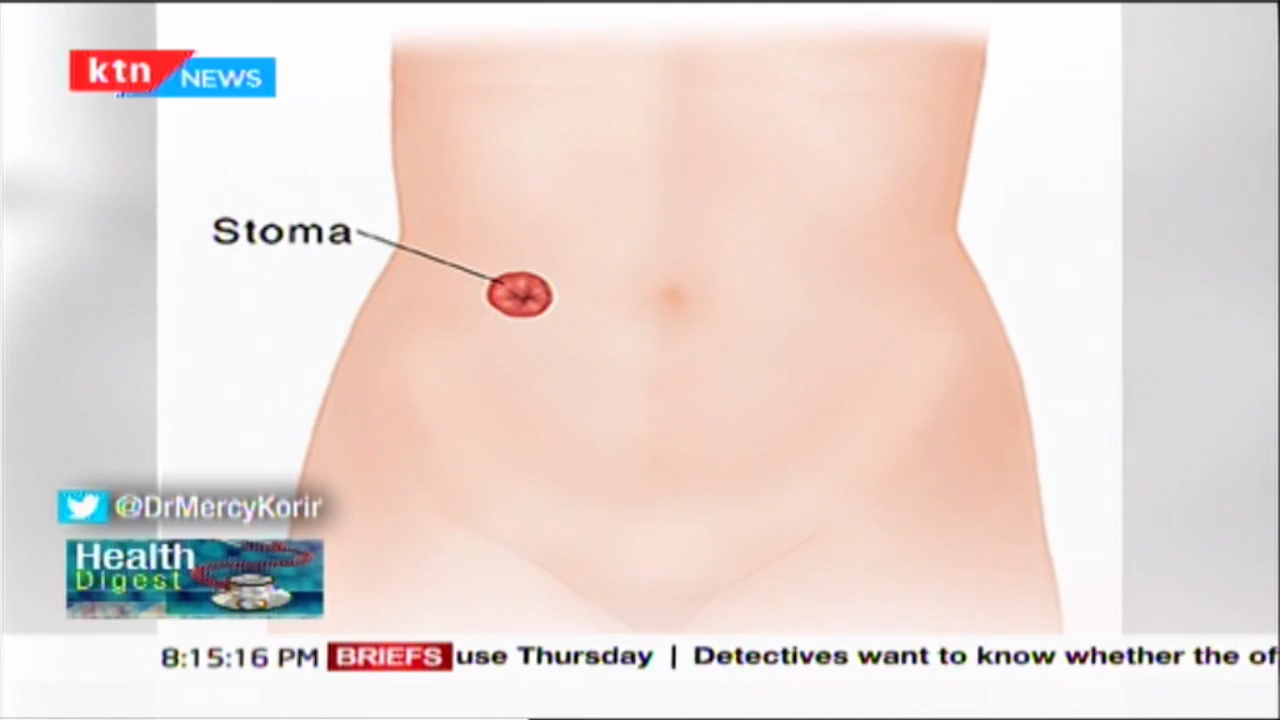 ktn NEWS
Stoma
@DrMercyKorir
Health
Digest
8:15:16 PM BRIEFS use Thursday | Detectives want to know whether the of